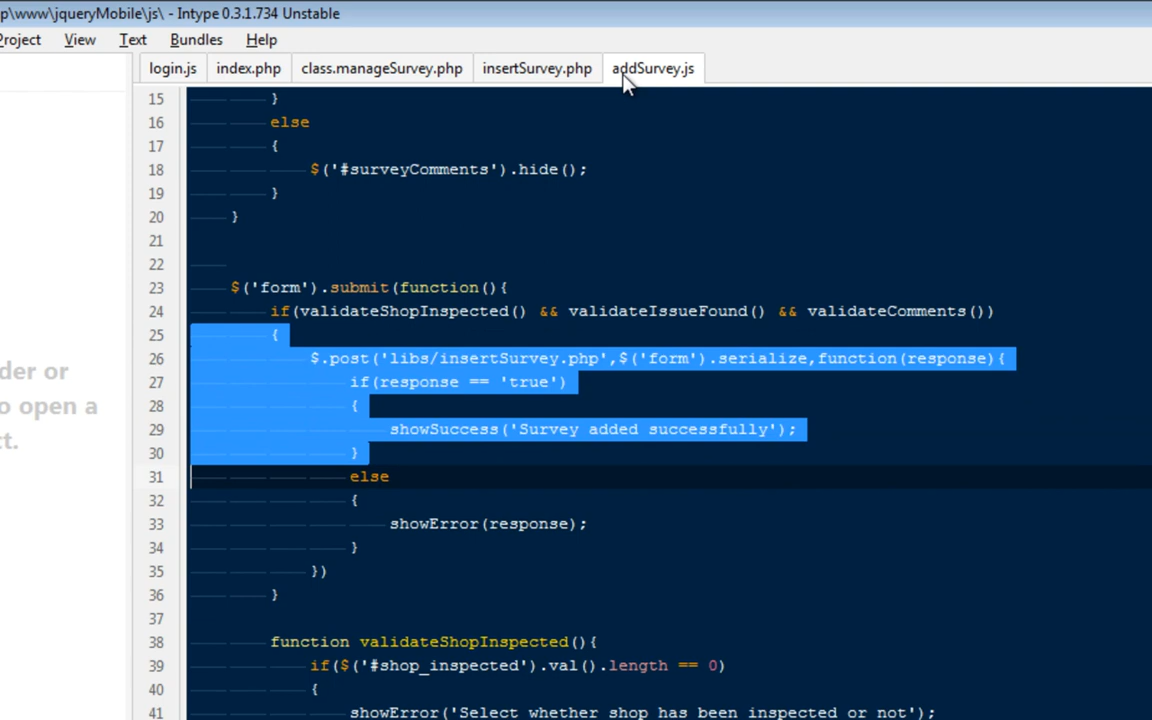 p\www\jqueryMobile\js\ - Intype 0.3.1.734 Unstable
Project View Text Bundles Help
login.js index.php class.manageSurvey.php insertSurvey.php addSurvey.js
15 }
16 else
17 {
18 $('#surveyComments').hide();
19 }
20 }
21
22
23 $('form').submit(function(){
24 if(validateShopInspected() && validateIssueFound() && validateComments())
25 {
26 $.post('libs/insertSurvey.php',$('form').serialize,function(response){
27 if(response == 'true')
28 {
29 showSuccess('Survey added successfully');
30 }
31 else
32 {
33 showError(response);
34 }
35 })
36 }
37
38 function validateShopInspected(){
39 if($('#shop_inspected').val().length == 0)
40 {
41 showError('Select whether shop has been inspected or not');
der or
o open a
ct.